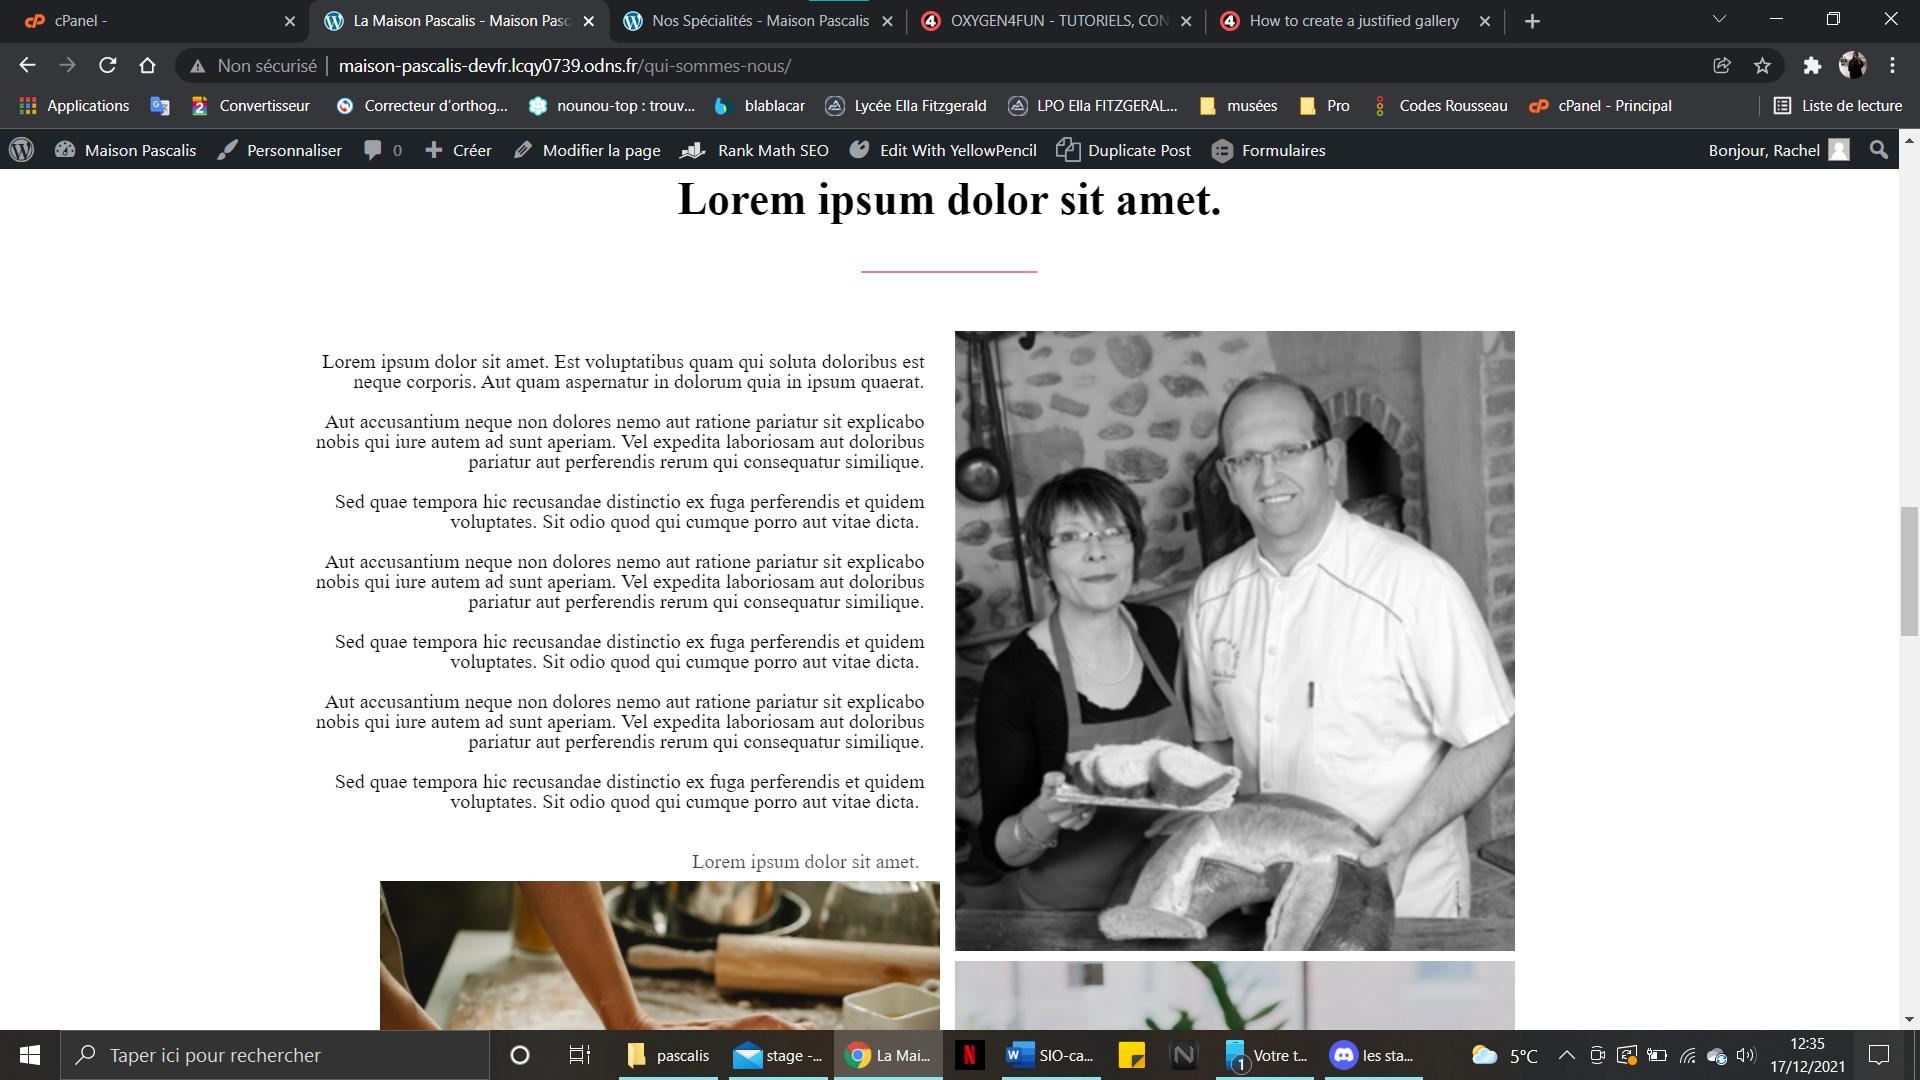 cPanel -
La Maison Pascalis - Maison Pasc
Nos Spécialités - Maison Pascalis
OXYGEN4FUN - TUTORIELS, CON
How to create a justified gallery
Non sécurisé
maison-pascalis-devfr.lcqy0739.odns.fr/qui-sommes-nous/
Applications
Convertisseur
Correcteur d'orthog...
nounou-top : trouv...
blablacar
Lycée Ella Fitzgerald
LPO Ella FITZGERAL...
musées
Pro
Codes Rousseau
cPanel - Principal
Liste de lecture
Maison Pascalis
Personnaliser
0
Créer
Modifier la page
Rank Math SEO
Edit With YellowPencil
Duplicate Post
Formulaires
Bonjour, Rachel
Lorem ipsum dolor sit amet.
Lorem ipsum dolor sit amet. Est voluptatibus quam qui soluta doloribus est
neque corporis. Aut quam aspernatur in dolorum quia in ipsum quaerat.
Aut accusantium neque non dolores nemo aut ratione pariatur sit explicabo
nobis qui iure autem ad sunt aperiam. Vel expedita laboriosam aut doloribus
pariatur aut perferendis rerum qui consequatur similique.
Sed quae tempora hic recusandae distinctio ex fuga perferendis et quidem
voluptates. Sit odio quod qui cumque porro aut vitae dicta.
Aut accusantium neque non dolores nemo aut ratione pariatur sit explicabo
nobis qui iure autem ad sunt aperiam. Vel expedita laboriosam aut doloribus
pariatur aut perferendis rerum qui consequatur similique.
Sed quae tempora hic recusandae distinctio ex fuga perferendis et quidem
voluptates. Sit odio quod qui cumque porro aut vitae dicta.
Aut accusantium neque non dolores nemo aut ratione pariatur sit explicabo
nobis qui iure autem ad sunt aperiam. Vel expedita laboriosam aut doloribus
pariatur aut perferendis rerum qui consequatur similique.
Sed quae tempora hic recusandae distinctio ex fuga perferendis et quidem
voluptates. Sit odio quod qui cumque porro aut vitae dicta.
Lorem ipsum dolor sit amet.
Taper ici pour rechercher
pascalis
stage -...
La Mai...
SIO-ca...
1
Votre t...
les sta...
5°C
12:35
17/12/2021